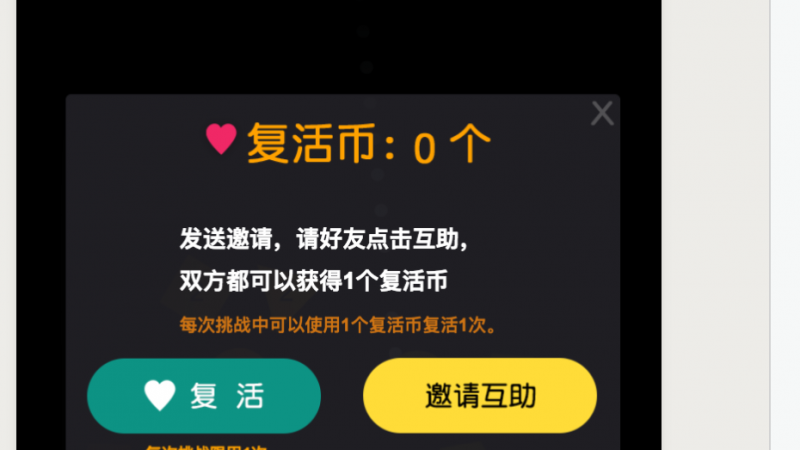 复活币: 0 个
发送邀请，请好友点击互助，
双方都可以获得1个复活币
每次挑战中可以使用1个复活币复活1次。
复 活
邀请互助